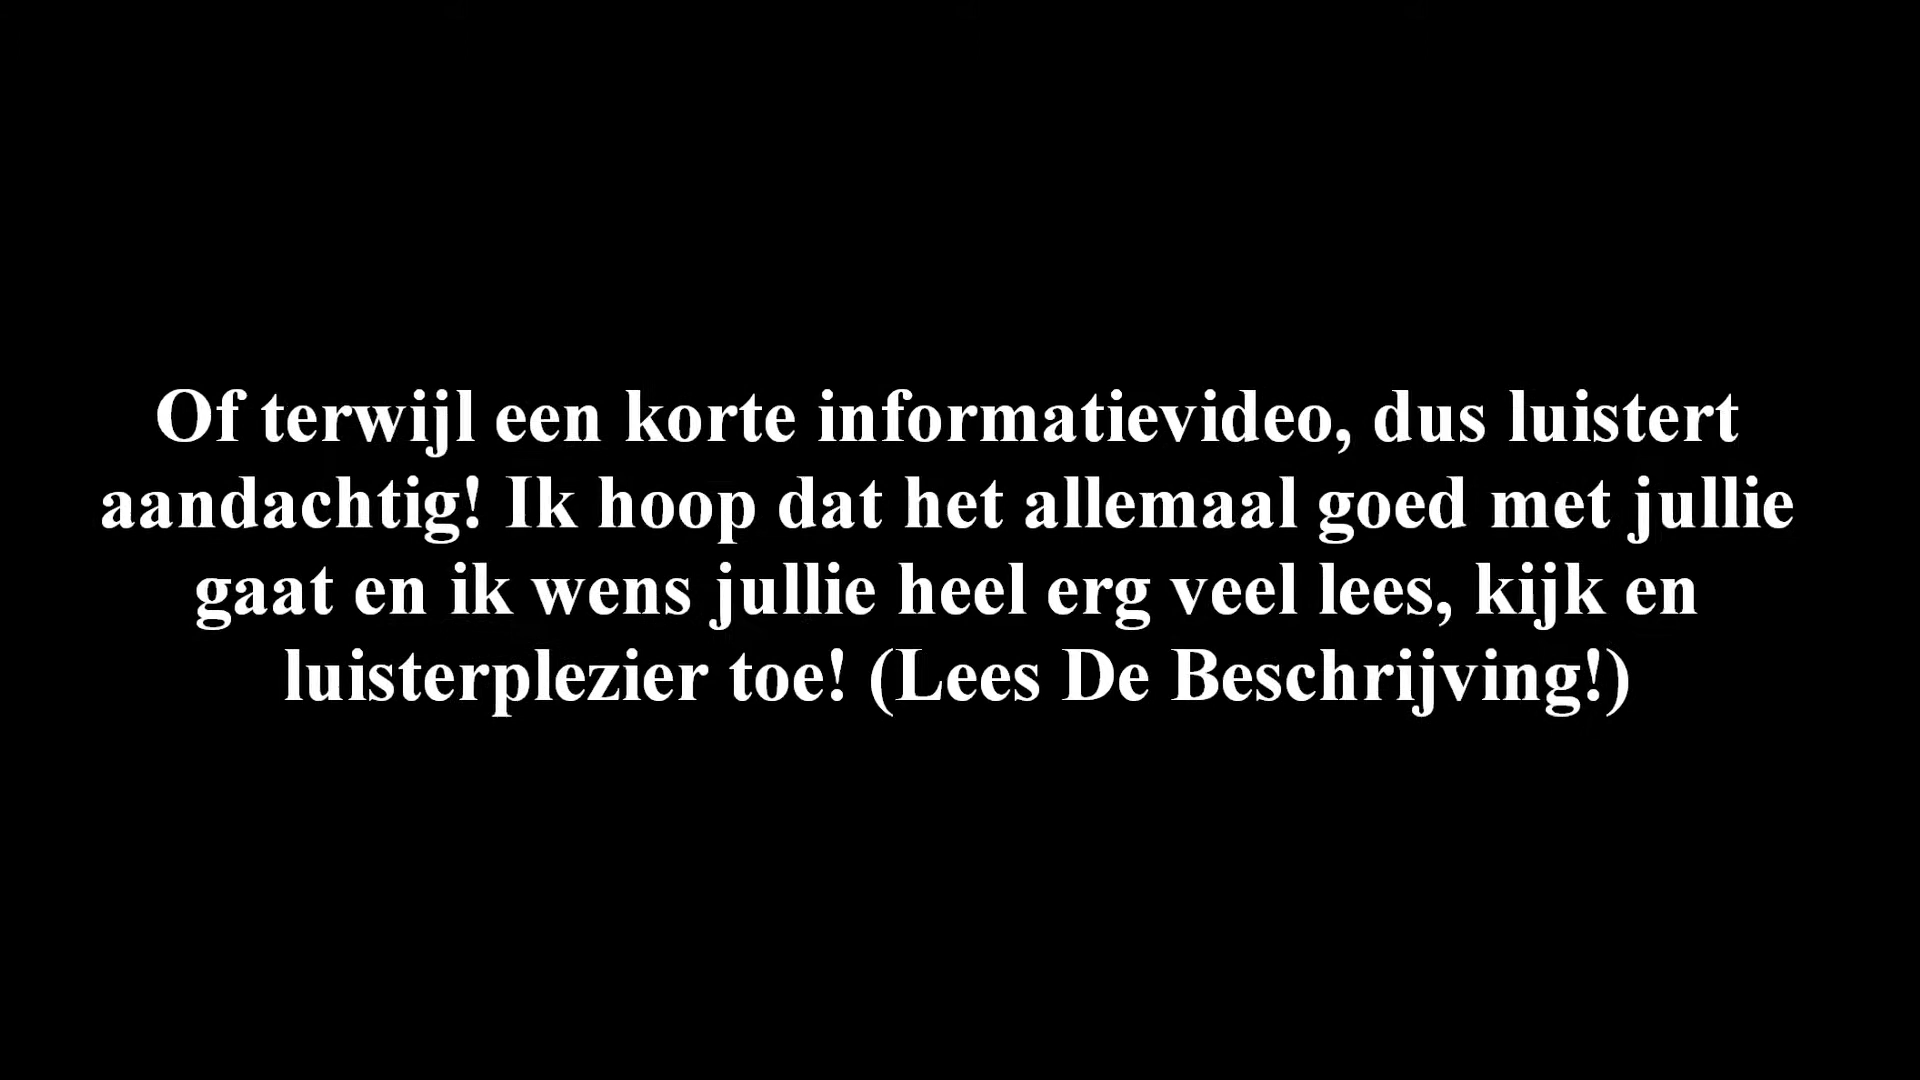 Of terwijl een korte informatievideo, dus luistert
aandachtig! Ik hoop dat het allemaal goed met jullie
gaat en ik wens jullie heel erg veel lees, kijk en
luisterplezier toe! (Lees De Beschrijving!)